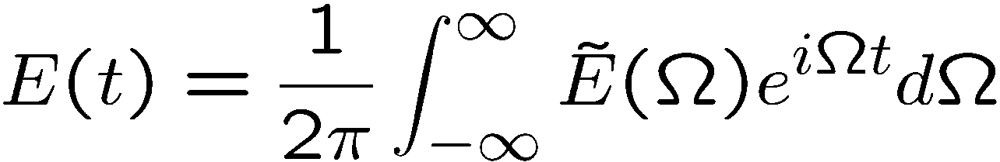 E(t) = \frac{1}{2\pi} \int_{-\infty}^{\infty} \tilde{E}(\Omega) e^{i\Omega t} d\Omega